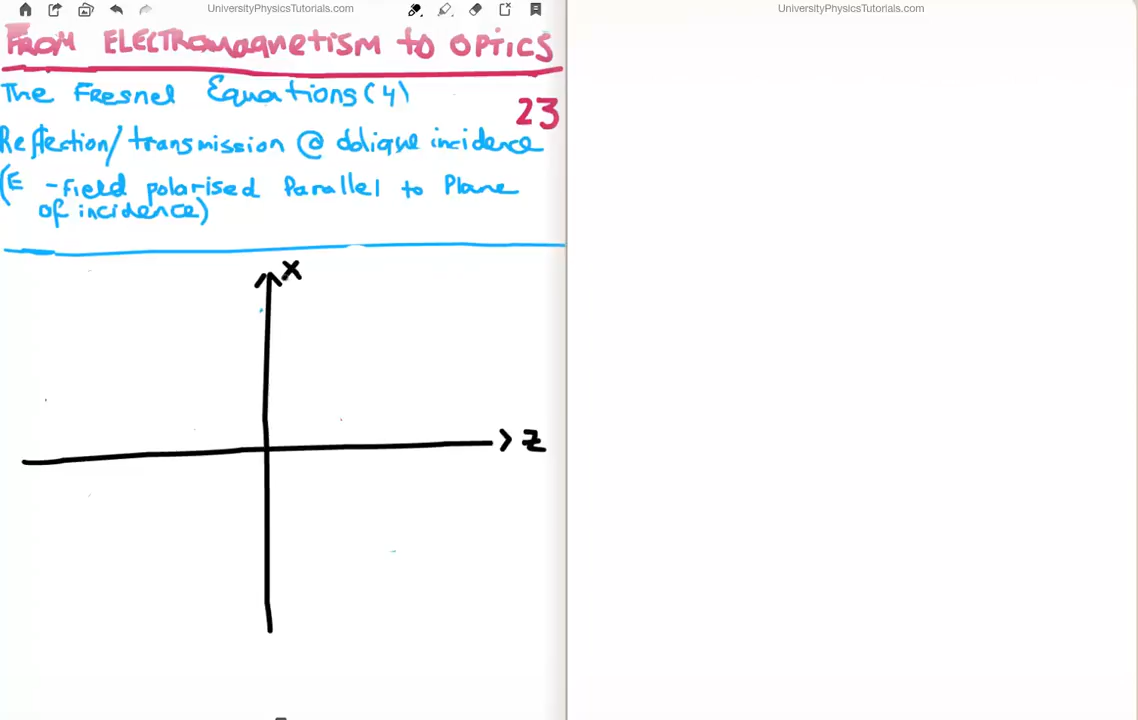 UniversityPhysicsTutorials.com
UniversityPhysicsTutorials.com
FROM ELECTROMAGNETISM TO OPTICS
The Fresnel Equations (4)
23
Reflection/transmission @ oblique incidence
(E -field polarised Parallel to Plane
of incidence)
X
Z